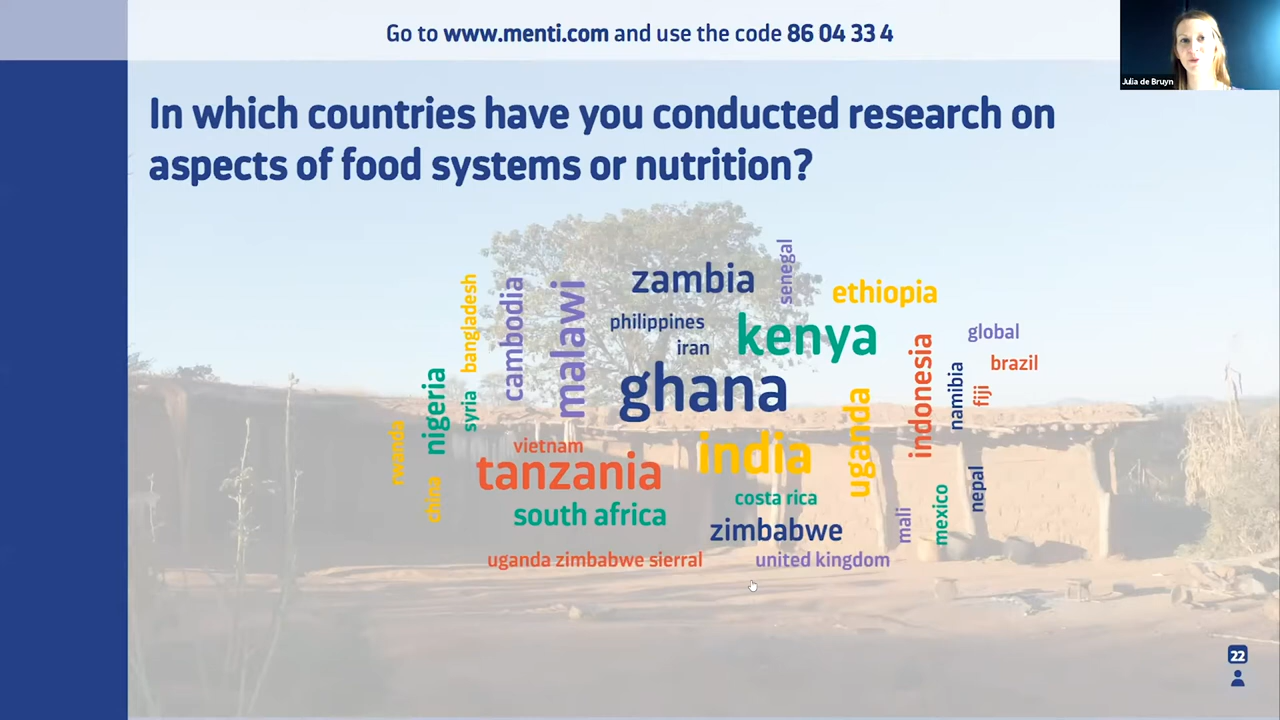 Go to www.menti.com and use the code 86 04 33 4
Julia de Bruyn
In which countries have you conducted research on
aspects of food systems or nutrition?
senegal
zambia
ethiopia
bangladesh
cambodia
malawi
philippines
kenya
global
iran
brazil
indonesia
namibia
fiji
nigeria
syria
ghana
uganda
rwanda
vietnam
india
tanzania
china
costa rica
nepal
south africa
mali
mexico
zimbabwe
uganda zimbabwe sierral
united kingdom
22